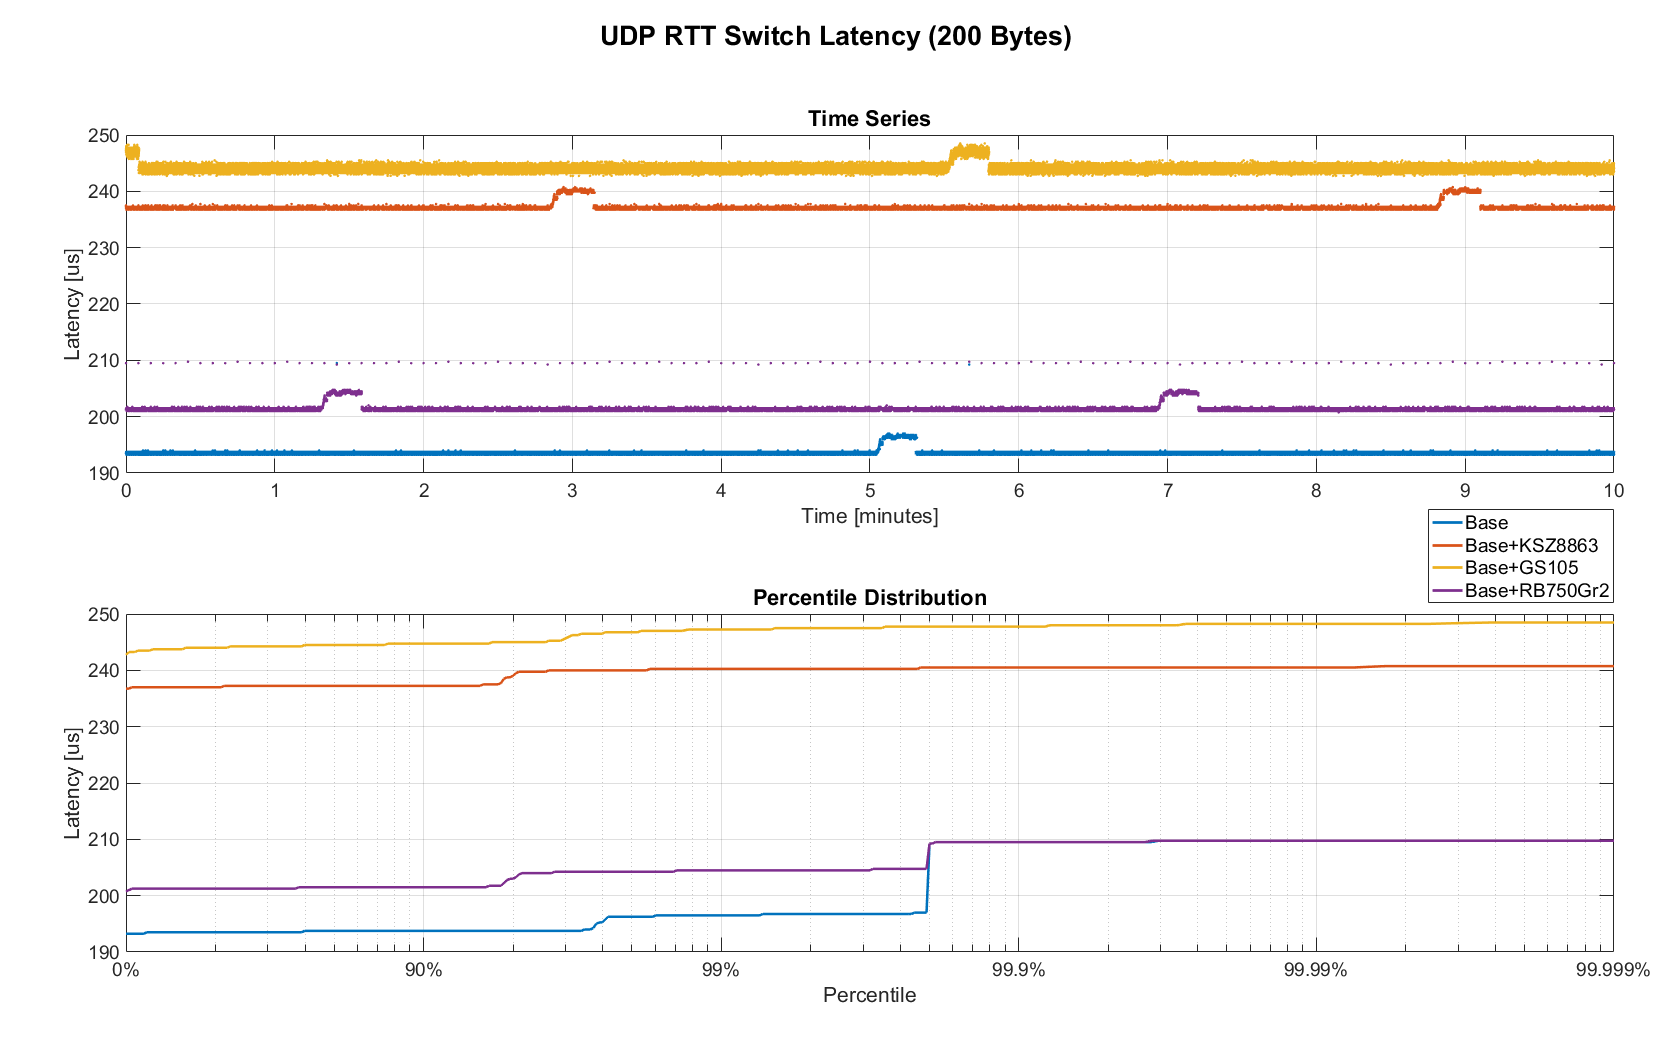 UDP RTT Switch Latency (200 Bytes)
Time Series
Latency [us]
250
240
230
220
210
200
190
0 1 2 3 4 5 6 7 8 9 10
Time [minutes]
Base
Base+KSZ8863
Base+GS105
Base+RB750Gr2
Percentile Distribution
Latency [us]
250
240
230
220
210
200
190
0% 90% 99% 99.9% 99.99% 99.999%
Percentile